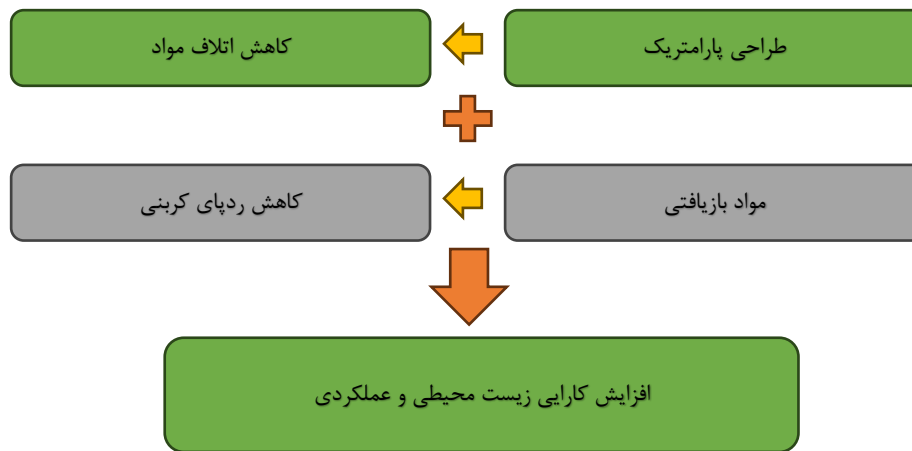 طراحی پارامتریک
کاهش اتلاف مواد
مواد بازیافتی
کاهش ردپای کربنی
افزایش کارایی زیست محیطی و عملکردی